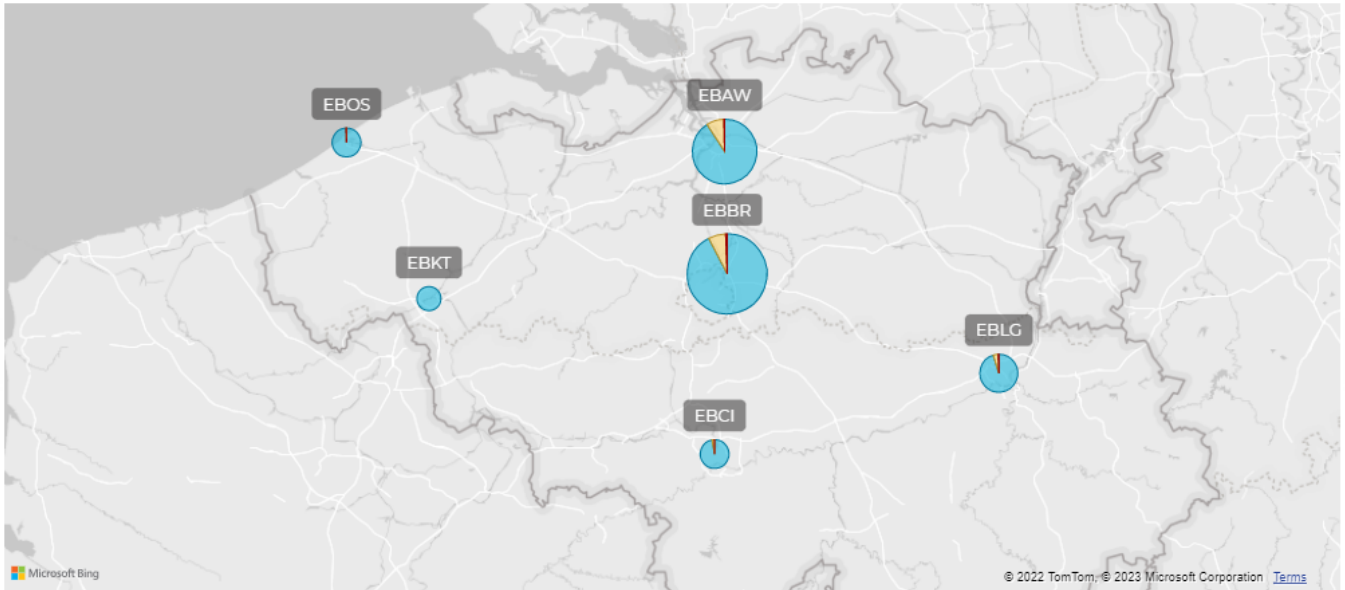 EBOS
EBAW
EBBR
EBKT
EBLG
EBCI
Microsoft Bing
© 2022 TomTom, © 2023 Microsoft Corporation Terms